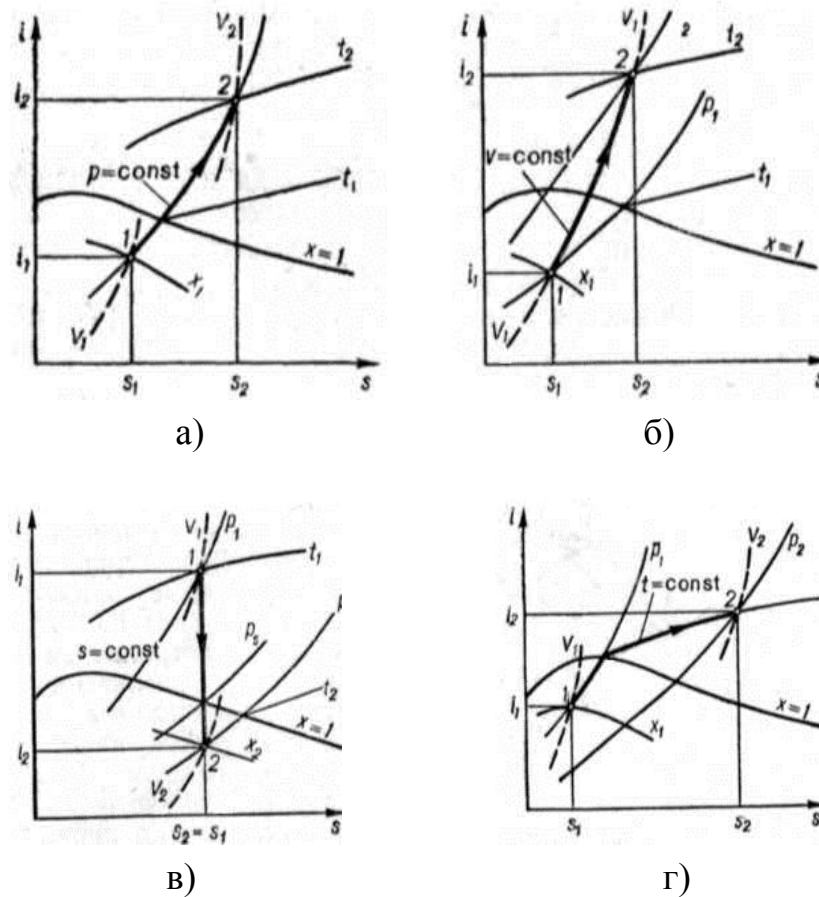 i
V₂
2
t₂
i₂
p=const
t₁
i₁
1
x₁
x=1
V₁
s₁
s₂
s
а)
i
V₁
2
2
t₂
i₂
p₁
v=const
t₁
i₁
1
x₁
x=1
V₁
s₁
s₂
s
б)
i
V₁
p₁
1
t₁
i₁
s=const
p
pₛ
t₂
x=1
i₂
x₂
2
V₂
s₂ = s₁
s
в)
i
p₁
V₂
p₂
t=const
2
i₂
V₁
i₁
1
x₁
x=1
s₁
s₂
s
г)